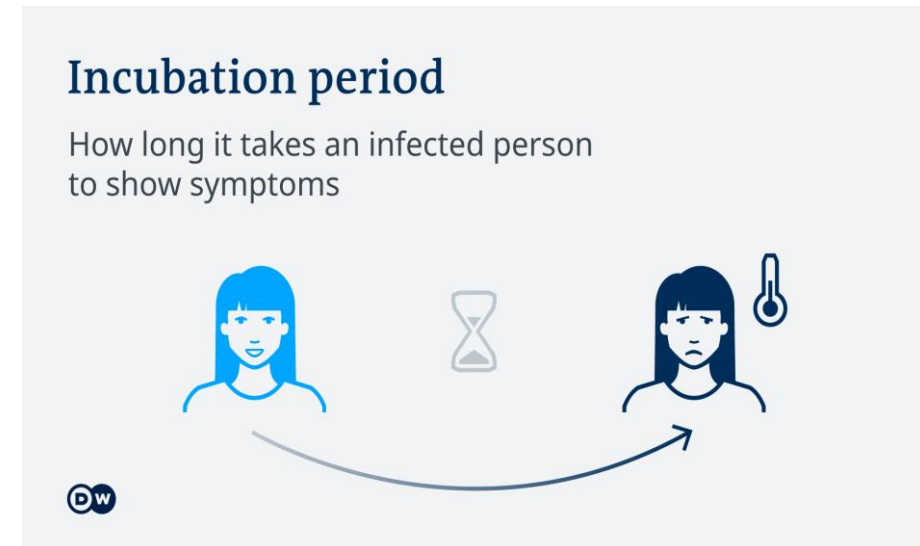 Incubation period
How long it takes an infected person
to show symptoms
DW